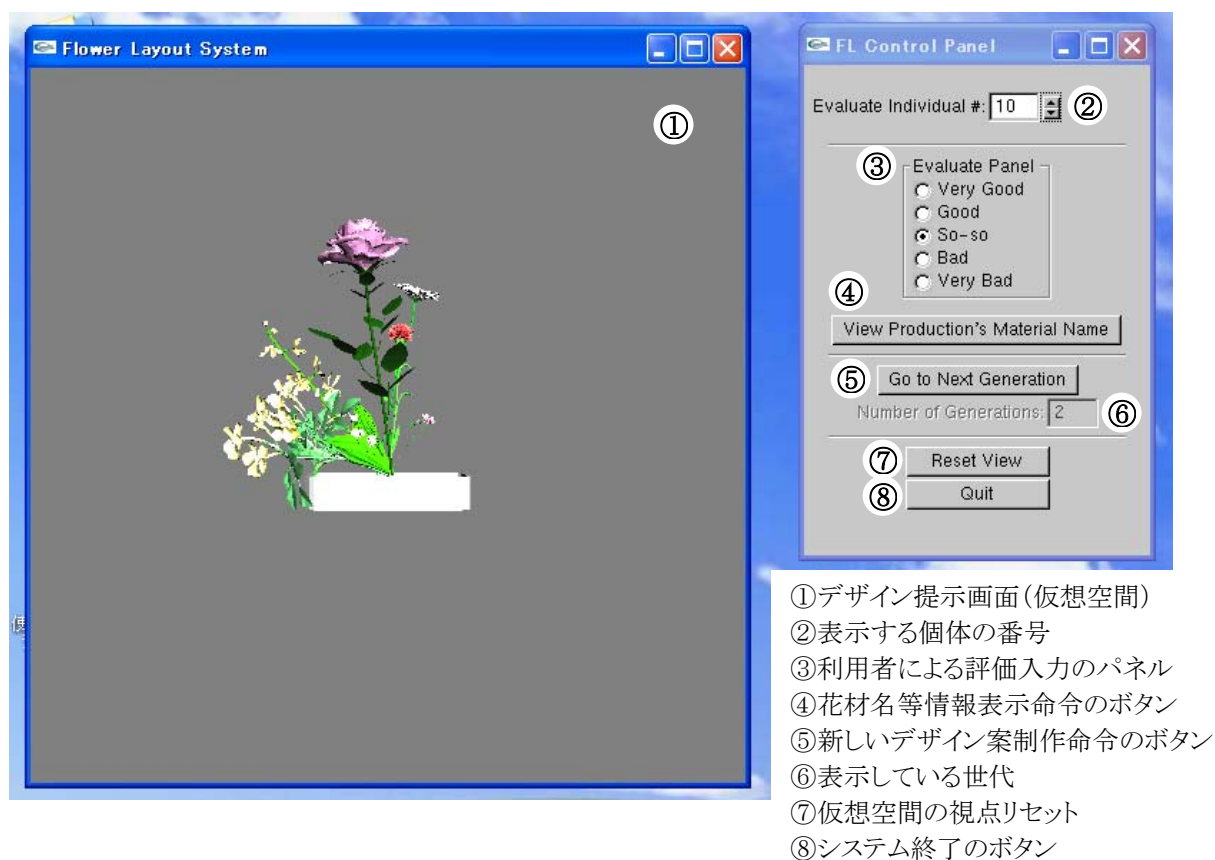 Flower Layout System
①
FL Control Panel
Evaluate Individual #: 10 ②
③ Evaluate Panel
Very Good
Good
So-so
Bad
Very Bad
④
View Production's Material Name
⑤ Go to Next Generation
Number of Generations: 2 ⑥
⑦ Reset View
⑧ Quit
使
①デザイン提示画面(仮想空間)
②表示する個体の番号
③利用者による評価入力のパネル
④花材名等情報表示命令のボタン
⑤新しいデザイン案制作命令のボタン
⑥表示している世代
⑦仮想空間の視点リセット
⑧システム終了のボタン